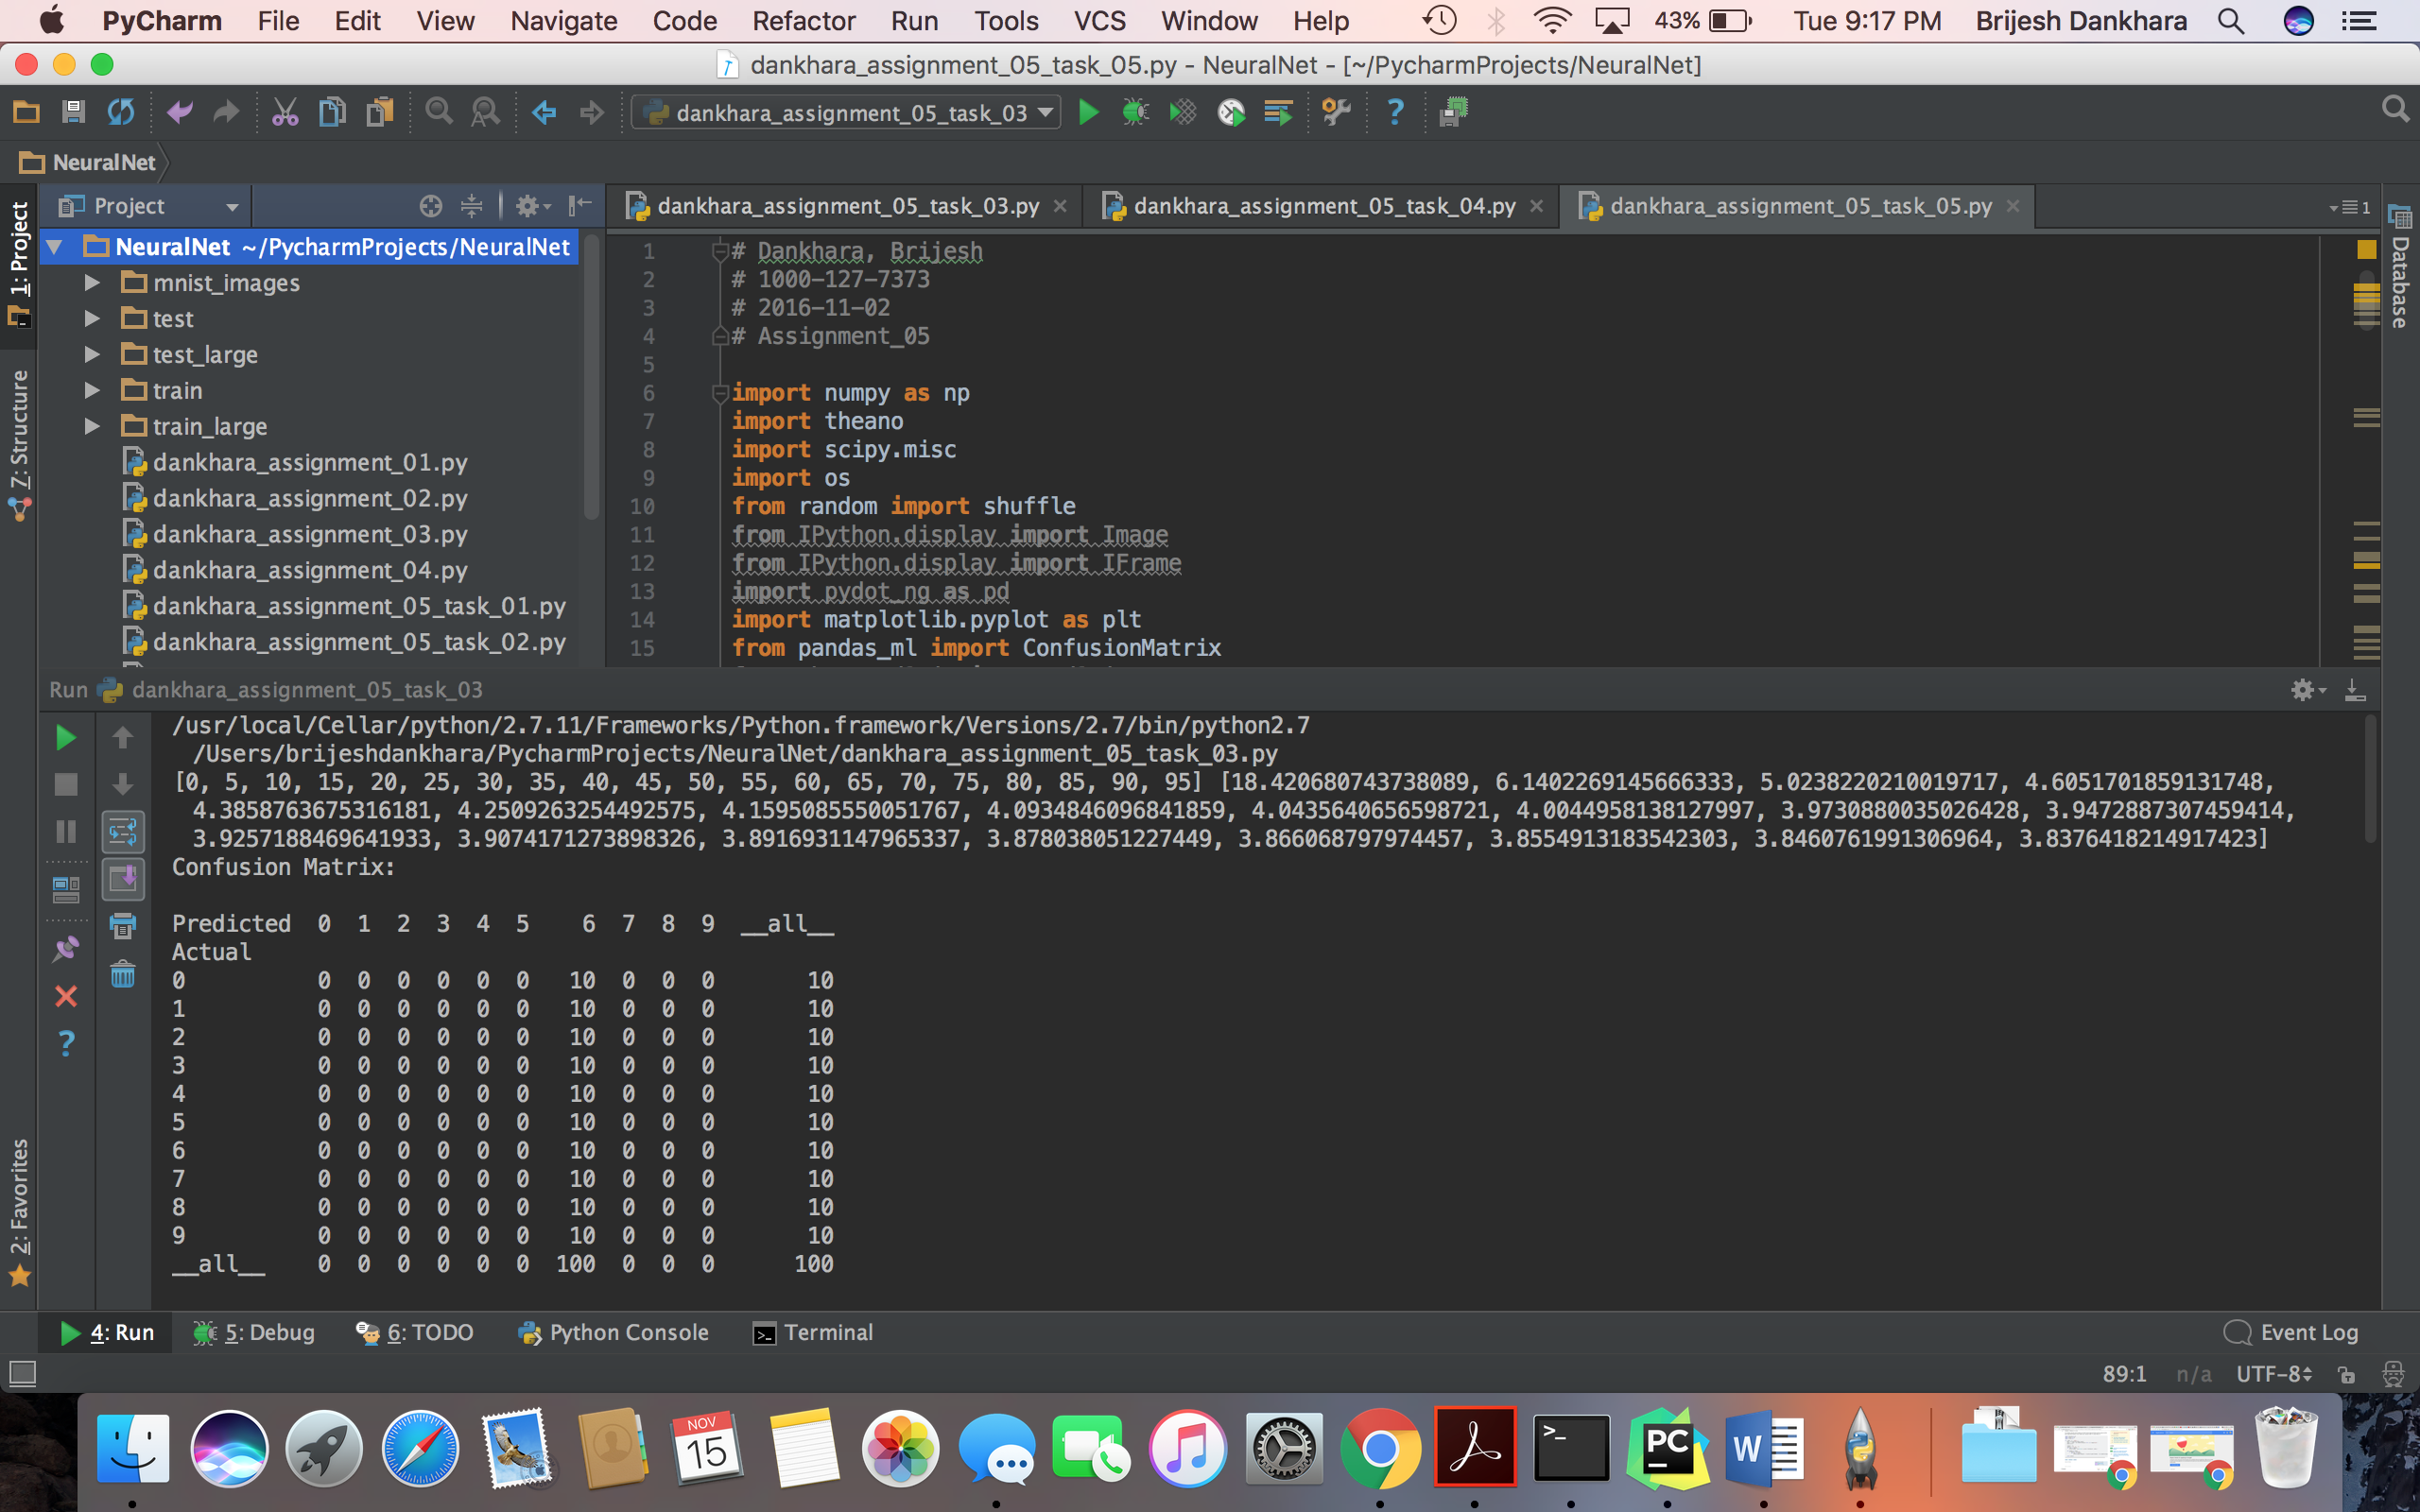 PyCharm File Edit View Navigate Code Refactor Run Tools VCS Window Help 43% Tue 9:17 PM Brijesh Dankhara
dankhara_assignment_05_task_05.py - NeuralNet - [~/PycharmProjects/NeuralNet]
dankhara_assignment_05_task_03
NeuralNet
1: Project
Z: Structure
2: Favorites
Project
NeuralNet ~/PycharmProjects/NeuralNet
mnist_images
test
test_large
train
train_large
dankhara_assignment_01.py
dankhara_assignment_02.py
dankhara_assignment_03.py
dankhara_assignment_04.py
dankhara_assignment_05_task_01.py
dankhara_assignment_05_task_02.py
dankhara_assignment_05_task_03.py dankhara_assignment_05_task_04.py dankhara_assignment_05_task_05.py 1
Database
1 # Dankhara, Brijesh
2 # 1000-127-7373
3 # 2016-11-02
4 # Assignment_05
5
6 import numpy as np
7 import theano
8 import scipy.misc
9 import os
10 from random import shuffle
11 from IPython.display import Image
12 from IPython.display import IFrame
13 import pydot_ng as pd
14 import matplotlib.pyplot as plt
15 from pandas_ml import ConfusionMatrix
Run dankhara_assignment_05_task_03
/usr/local/Cellar/python/2.7.11/Frameworks/Python.framework/Versions/2.7/bin/python2.7
/Users/brijeshdankhara/PycharmProjects/NeuralNet/dankhara_assignment_05_task_03.py
[0, 5, 10, 15, 20, 25, 30, 35, 40, 45, 50, 55, 60, 65, 70, 75, 80, 85, 90, 95] [18.420680743738089, 6.1402269145666333, 5.0238220210019717, 4.6051701859131748,
4.3858763675316181, 4.2509263254492575, 4.1595085550051767, 4.0934846096841859, 4.0435640656598721, 4.0044958138127997, 3.9730880035026428, 3.9472887307459414,
3.9257188469641933, 3.9074171273898326, 3.8916931147965337, 3.878038051227449, 3.866068797974457, 3.8554913183542303, 3.8460761991306964, 3.8376418214917423]
Confusion Matrix:
Predicted 0 1 2 3 4 5 6 7 8 9 __all__
Actual
0 0 0 0 0 0 0 10 0 0 0 10
1 0 0 0 0 0 0 10 0 0 0 10
2 0 0 0 0 0 0 10 0 0 0 10
3 0 0 0 0 0 0 10 0 0 0 10
4 0 0 0 0 0 0 10 0 0 0 10
5 0 0 0 0 0 0 10 0 0 0 10
6 0 0 0 0 0 0 10 0 0 0 10
7 0 0 0 0 0 0 10 0 0 0 10
8 0 0 0 0 0 0 10 0 0 0 10
9 0 0 0 0 0 0 10 0 0 0 10
__all__ 0 0 0 0 0 0 100 0 0 0 100
4: Run 5: Debug 6: TODO Python Console Terminal Event Log
89:1 n/a UTF-8
NOV
15
PC
W